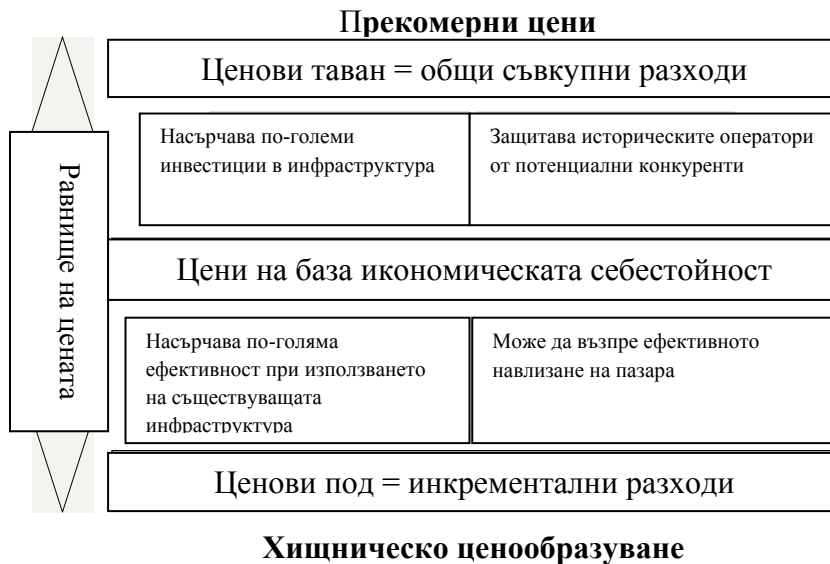 Прекомерни цени
Ценови таван = общи съвкупни разходи
Насърчава по-големи
инвестиции в инфраструктура
Защитава историческите оператори
от потенциални конкуренти
Равнище на цената
Цени на база икономическата себестойност
Насърчава по-голяма
ефективност при използването
на съществуващата
инфраструктура
Може да възпре ефективното
навлизане на пазара
Ценови под = инкрементални разходи
Хищническо ценообразуване